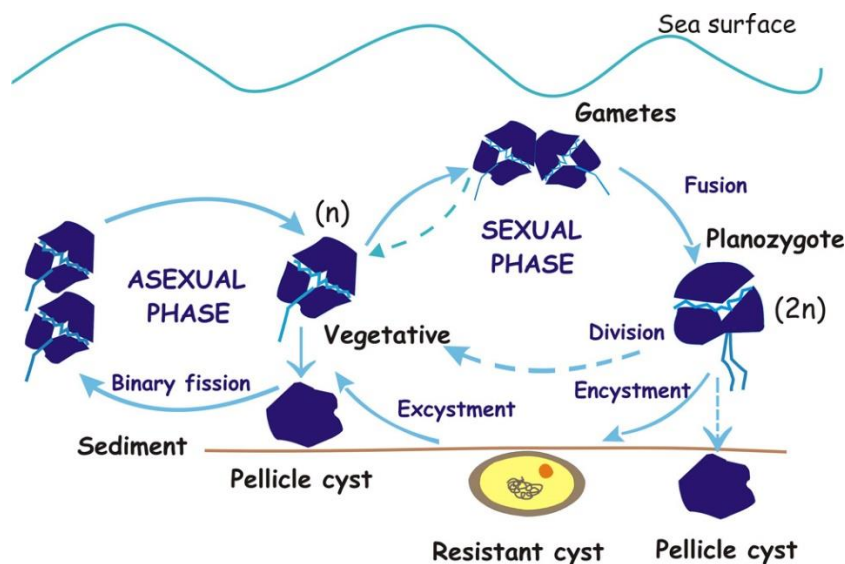 Sea surface
Gametes
Fusion
(n)
SEXUAL
PHASE
Planozygote
ASEXUAL
PHASE
(2n)
Vegetative
Division
Binary fission
Excystment
Encystment
Sediment
Pellicle cyst
Resistant cyst
Pellicle cyst